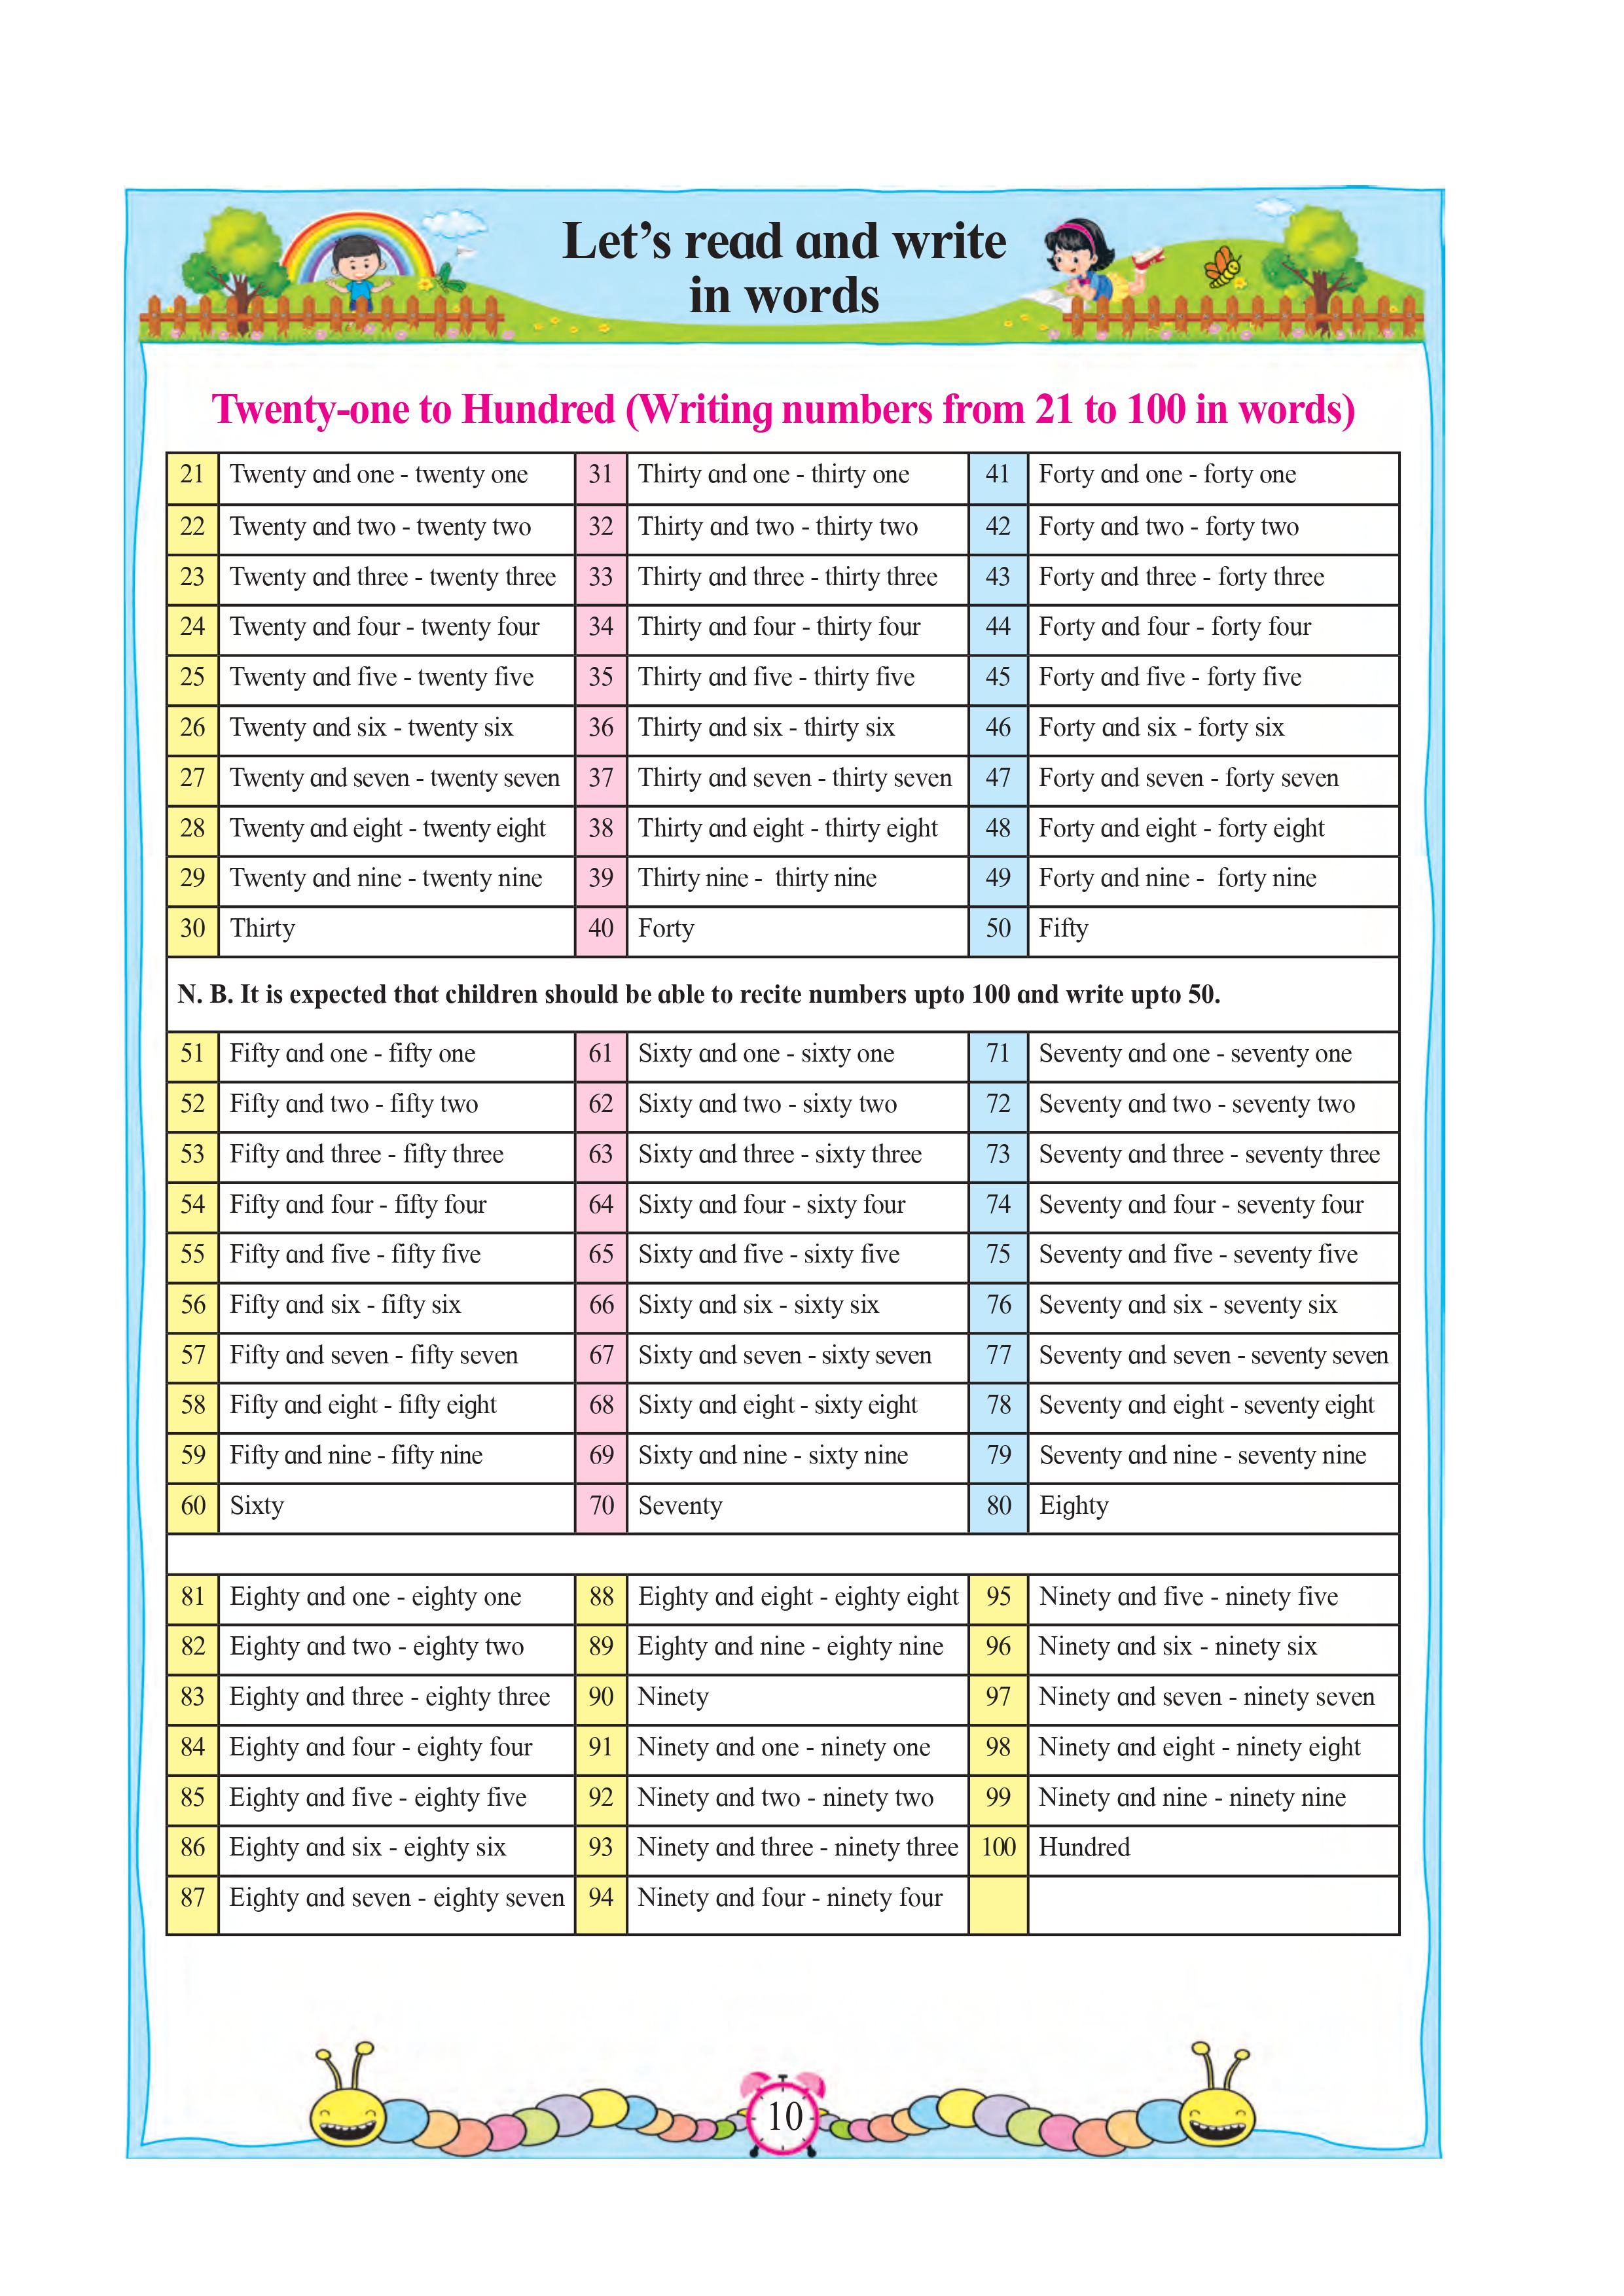 Let’s read and write
in words
Twenty-one to Hundred (Writing numbers from 21 to 100 in words)
21 Twenty and one - twenty one 31 Thirty and one - thirty one 41 Forty and one - forty one
22 Twenty and two - twenty two 32 Thirty and two - thirty two 42 Forty and two - forty two
23 Twenty and three - twenty three 33 Thirty and three - thirty three 43 Forty and three - forty three
24 Twenty and four - twenty four 34 Thirty and four - thirty four 44 Forty and four - forty four
25 Twenty and five - twenty five 35 Thirty and five - thirty five 45 Forty and five - forty five
26 Twenty and six - twenty six 36 Thirty and six - thirty six 46 Forty and six - forty six
27 Twenty and seven - twenty seven 37 Thirty and seven - thirty seven 47 Forty and seven - forty seven
28 Twenty and eight - twenty eight 38 Thirty and eight - thirty eight 48 Forty and eight - forty eight
29 Twenty and nine - twenty nine 39 Thirty nine - thirty nine 49 Forty and nine - forty nine
30 Thirty 40 Forty 50 Fifty
N. B. It is expected that children should be able to recite numbers upto 100 and write upto 50.
51 Fifty and one - fifty one 61 Sixty and one - sixty one 71 Seventy and one - seventy one
52 Fifty and two - fifty two 62 Sixty and two - sixty two 72 Seventy and two - seventy two
53 Fifty and three - fifty three 63 Sixty and three - sixty three 73 Seventy and three - seventy three
54 Fifty and four - fifty four 64 Sixty and four - sixty four 74 Seventy and four - seventy four
55 Fifty and five - fifty five 65 Sixty and five - sixty five 75 Seventy and five - seventy five
56 Fifty and six - fifty six 66 Sixty and six - sixty six 76 Seventy and six - seventy six
57 Fifty and seven - fifty seven 67 Sixty and seven - sixty seven 77 Seventy and seven - seventy seven
58 Fifty and eight - fifty eight 68 Sixty and eight - sixty eight 78 Seventy and eight - seventy eight
59 Fifty and nine - fifty nine 69 Sixty and nine - sixty nine 79 Seventy and nine - seventy nine
60 Sixty 70 Seventy 80 Eighty
81 Eighty and one - eighty one 88 Eighty and eight - eighty eight 95 Ninety and five - ninety five
82 Eighty and two - eighty two 89 Eighty and nine - eighty nine 96 Ninety and six - ninety six
83 Eighty and three - eighty three 90 Ninety 97 Ninety and seven - ninety seven
84 Eighty and four - eighty four 91 Ninety and one - ninety one 98 Ninety and eight - ninety eight
85 Eighty and five - eighty five 92 Ninety and two - ninety two 99 Ninety and nine - ninety nine
86 Eighty and six - eighty six 93 Ninety and three - ninety three 100 Hundred
87 Eighty and seven - eighty seven 94 Ninety and four - ninety four
10